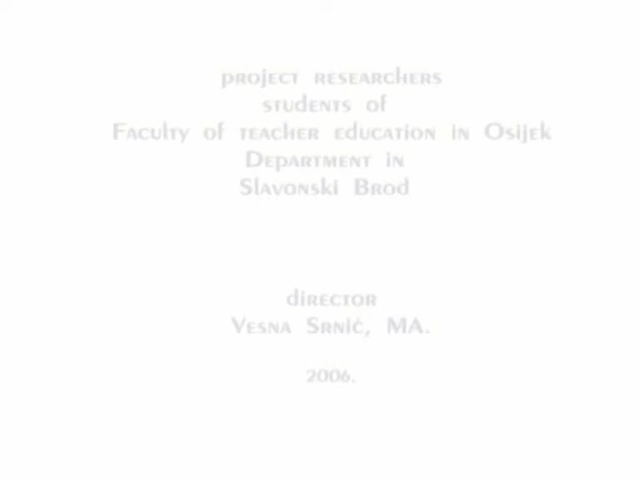 project researchers
students of
Faculty of teacher education in Osijek
Department in
Slavonski Brod
director
Vesna Srnić, MA.
2006.